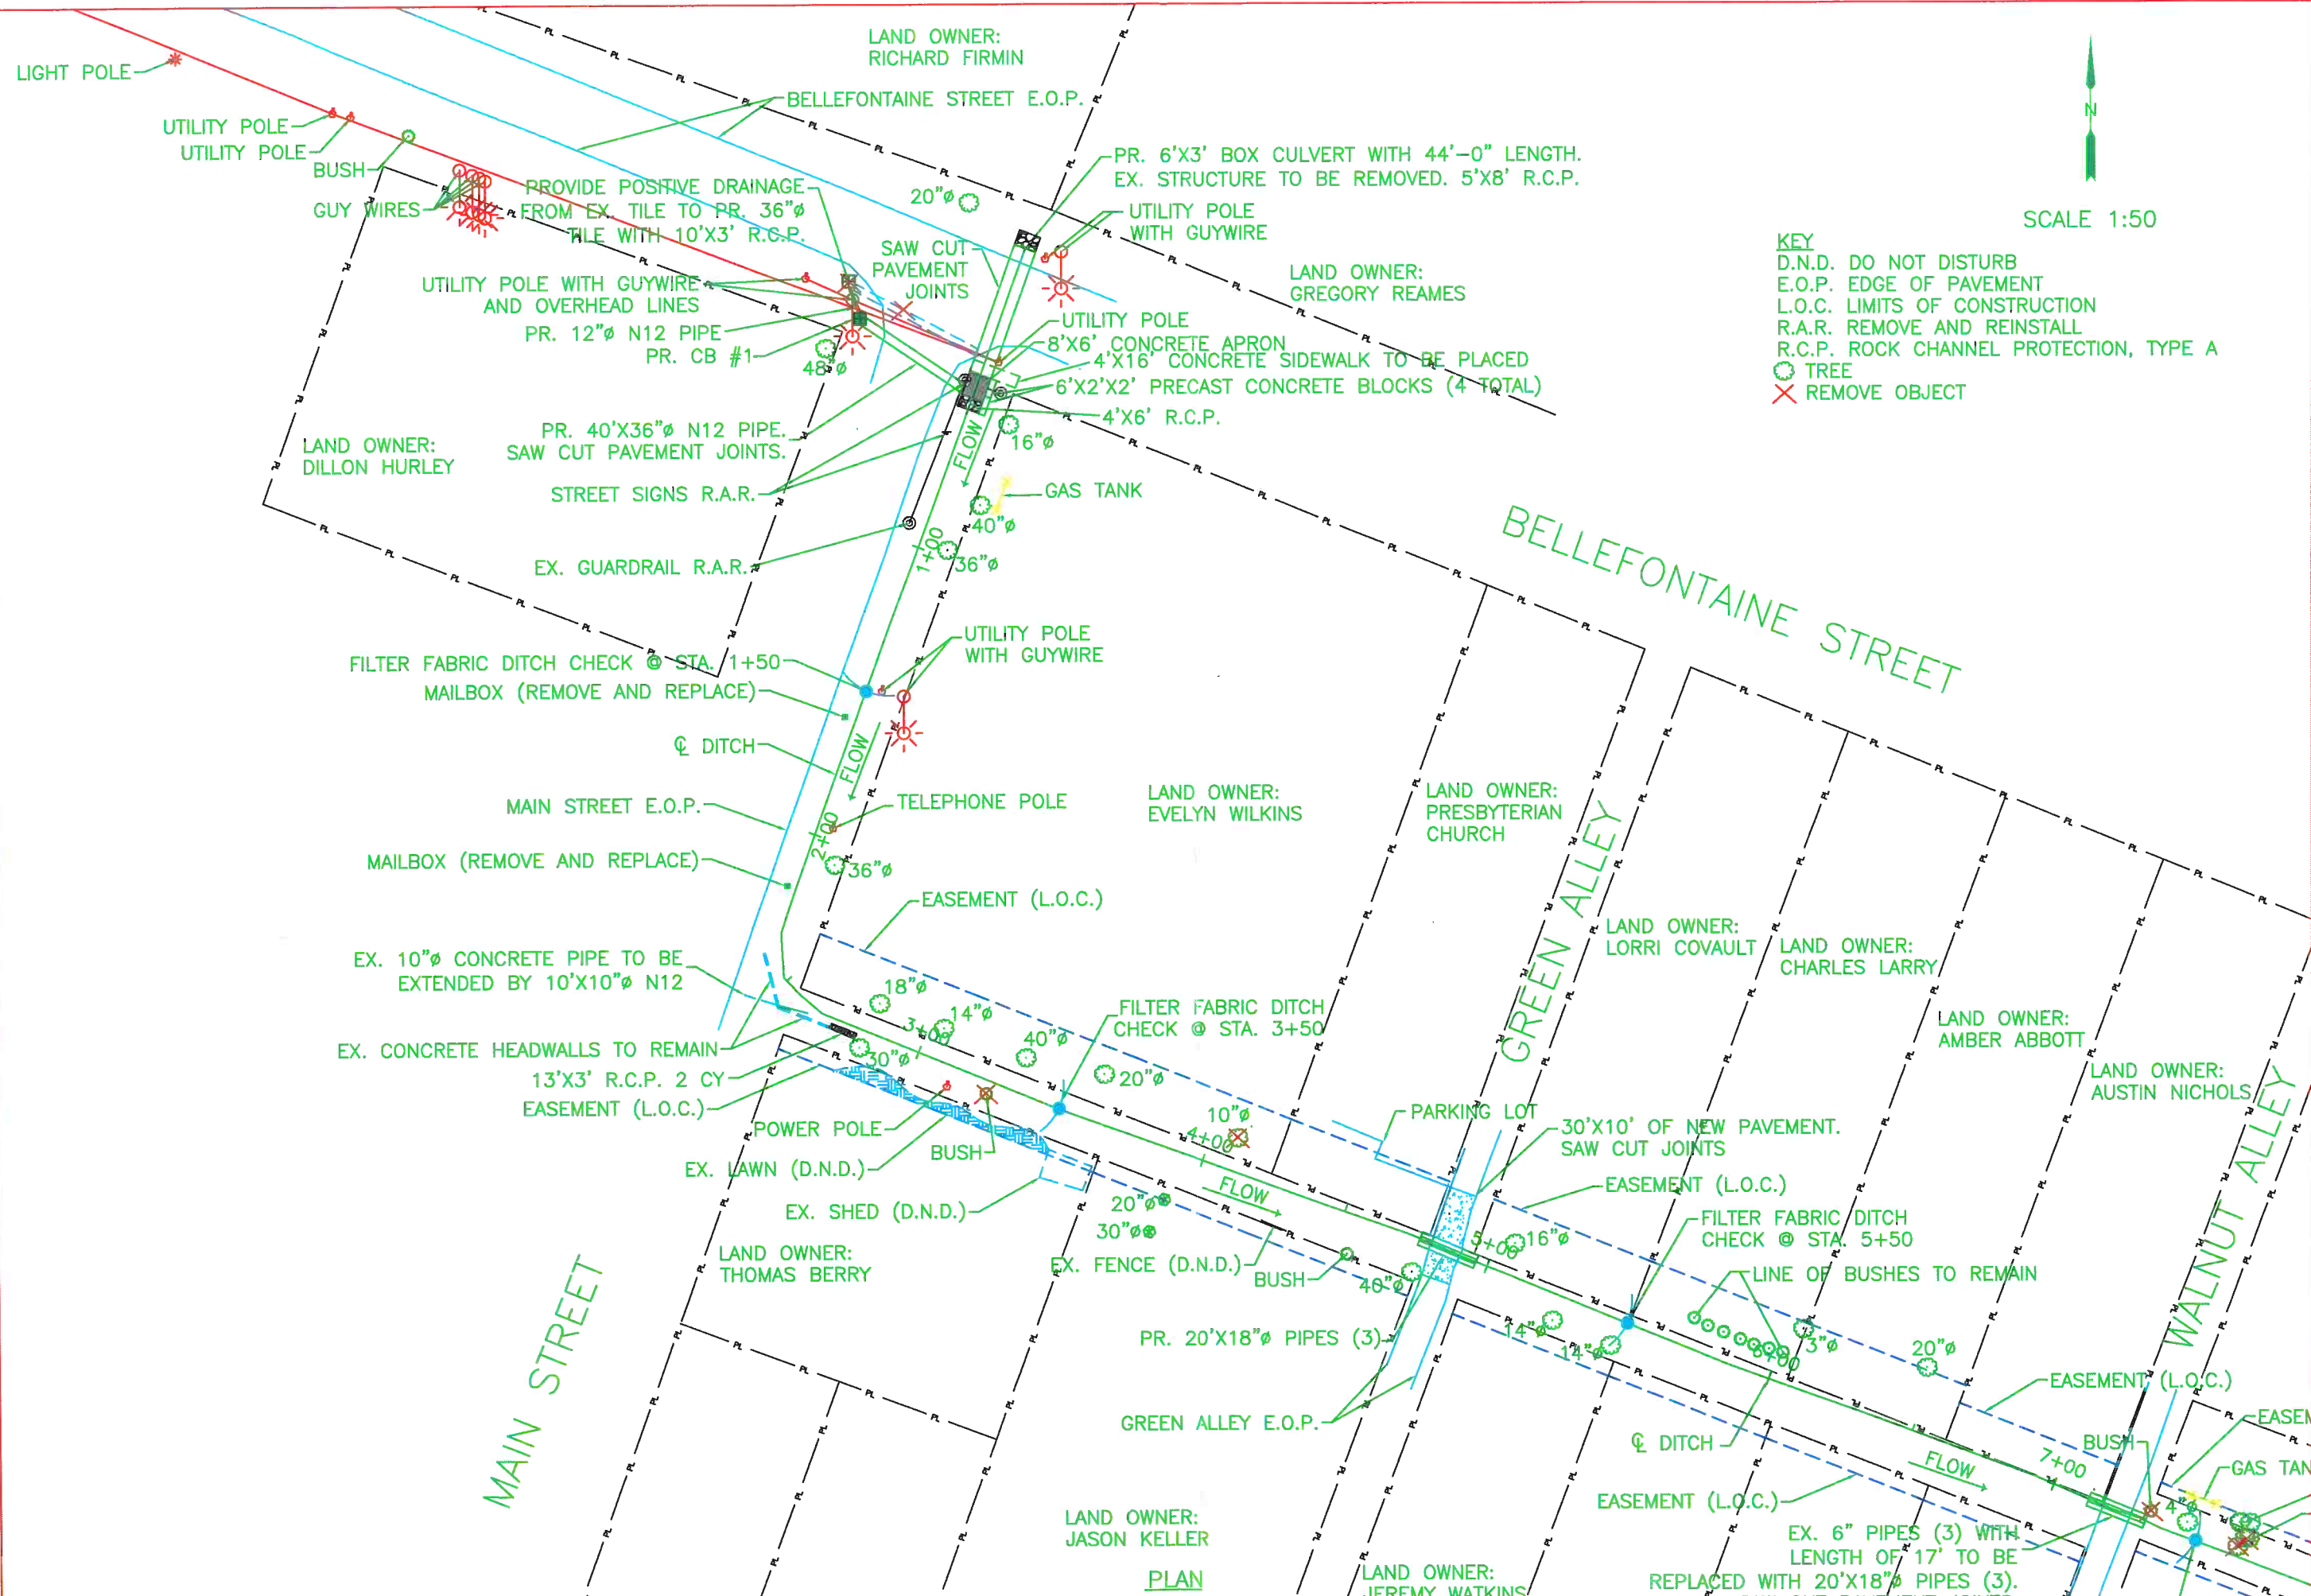 LAND OWNER:
RICHARD FIRMIN
LIGHT POLE
BELLEFONTAINE STREET E.O.P.
UTILITY POLE
UTILITY POLE
BUSH
GUY WIRES
PROVIDE POSITIVE DRAINAGE
FROM EX. TILE TO PR. 36"ø
TILE WITH 10'X3' R.C.P.
20"ø
PR. 6'X3' BOX CULVERT WITH 44'-0" LENGTH.
EX. STRUCTURE TO BE REMOVED. 5'X8' R.C.P.
UTILITY POLE
WITH GUYWIRE
SAW CUT
PAVEMENT
JOINTS
N
SCALE 1:50
KEY
D.N.D. DO NOT DISTURB
E.O.P. EDGE OF PAVEMENT
L.O.C. LIMITS OF CONSTRUCTION
R.A.R. REMOVE AND REINSTALL
R.C.P. ROCK CHANNEL PROTECTION, TYPE A
TREE
REMOVE OBJECT
LAND OWNER:
GREGORY REAMES
UTILITY POLE WITH GUYWIRE
AND OVERHEAD LINES
PR. 12"ø N12 PIPE
PR. CB #1
48"ø
UTILITY POLE
8'X6' CONCRETE APRON
4'X16' CONCRETE SIDEWALK TO BE PLACED
6'X2'X2' PRECAST CONCRETE BLOCKS (4 TOTAL)
4'X6' R.C.P.
16"ø
PR. 40'X36"ø N12 PIPE.
SAW CUT PAVEMENT JOINTS.
LAND OWNER:
DILLON HURLEY
FLOW
STREET SIGNS R.A.R.
GAS TANK
40"ø
1+00
36"ø
EX. GUARDRAIL R.A.R.
BELLEFONTAINE STREET
UTILITY POLE
WITH GUYWIRE
FILTER FABRIC DITCH CHECK @ STA. 1+50
MAILBOX (REMOVE AND REPLACE)
℄ DITCH
FLOW
MAIN STREET E.O.P.
TELEPHONE POLE
2+00
MAILBOX (REMOVE AND REPLACE)
36"ø
LAND OWNER:
EVELYN WILKINS
LAND OWNER:
PRESBYTERIAN
CHURCH
GREEN ALLEY
EASEMENT (L.O.C.)
LAND OWNER:
LORRI COVAULT
LAND OWNER:
CHARLES LARRY
LAND OWNER:
AMBER ABBOTT
LAND OWNER:
AUSTIN NICHOLS
WALNUT ALLEY
EX. 10"ø CONCRETE PIPE TO BE
EXTENDED BY 10'X10"ø N12
18"ø
14"ø
3+00
40"ø
FILTER FABRIC DITCH
CHECK @ STA. 3+50
EX. CONCRETE HEADWALLS TO REMAIN
30"ø
13'X3' R.C.P. 2 CY
20"ø
EASEMENT (L.O.C.)
POWER POLE
10"ø
4+00
PARKING LOT
30'X10' OF NEW PAVEMENT.
SAW CUT JOINTS
BUSH
EX. LAWN (D.N.D.)
EX. SHED (D.N.D.)
FLOW
20"ø
30"ø
EASEMENT (L.O.C.)
FILTER FABRIC DITCH
CHECK @ STA. 5+50
5+00
16"ø
LAND OWNER:
THOMAS BERRY
EX. FENCE (D.N.D.)
BUSH
40"ø
LINE OF BUSHES TO REMAIN
MAIN STREET
PR. 20'X18"ø PIPES (3)
14"ø
14"ø
3"ø
6+00
20"ø
EASEMENT (L.O.C.)
GREEN ALLEY E.O.P.
℄ DITCH
BUSH
7+00
FLOW
GAS TAN
EASEM
EASEMENT (L.O.C.)
4"ø
LAND OWNER:
JASON KELLER
PLAN
LAND OWNER:
JEREMY WATKINS
EX. 6" PIPES (3) WITH
LENGTH OF 17' TO BE
REPLACED WITH 20'X18"ø PIPES (3).